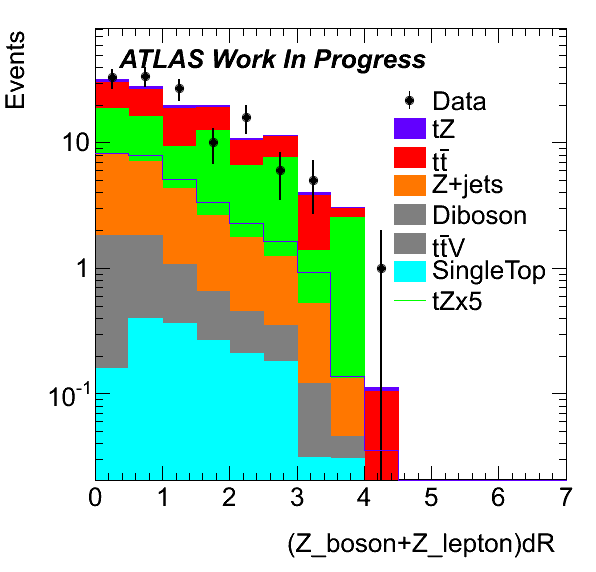 Events
ATLAS Work In Progress
Data
tZ
tt̄
Z+jets
Diboson
tt̄V
SingleTop
tZx5
10
1
10⁻¹
0 1 2 3 4 5 6 7
(Z_boson+Z_lepton)dR